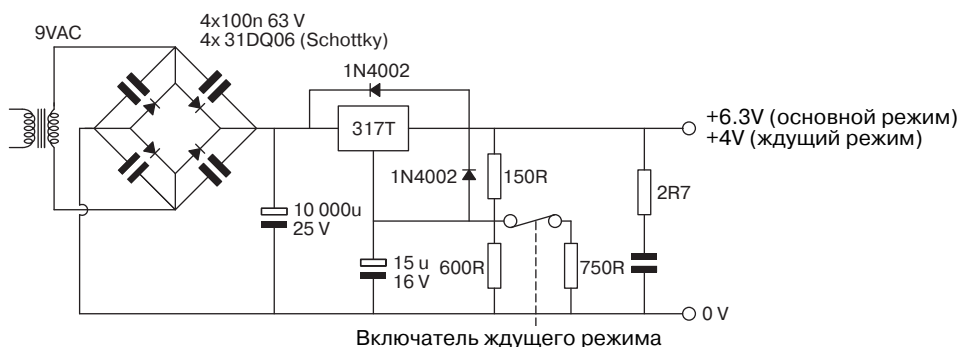 4x100n 63 V
9VAC
4x 31DQ06 (Schottky)
1N4002
317T
+6.3V (основной режим)
+4V (ждущий режим)
1N4002
150R
2R7
10 000u
25 V
15 u
16 V
600R
750R
0 V
Включатель ждущего режима